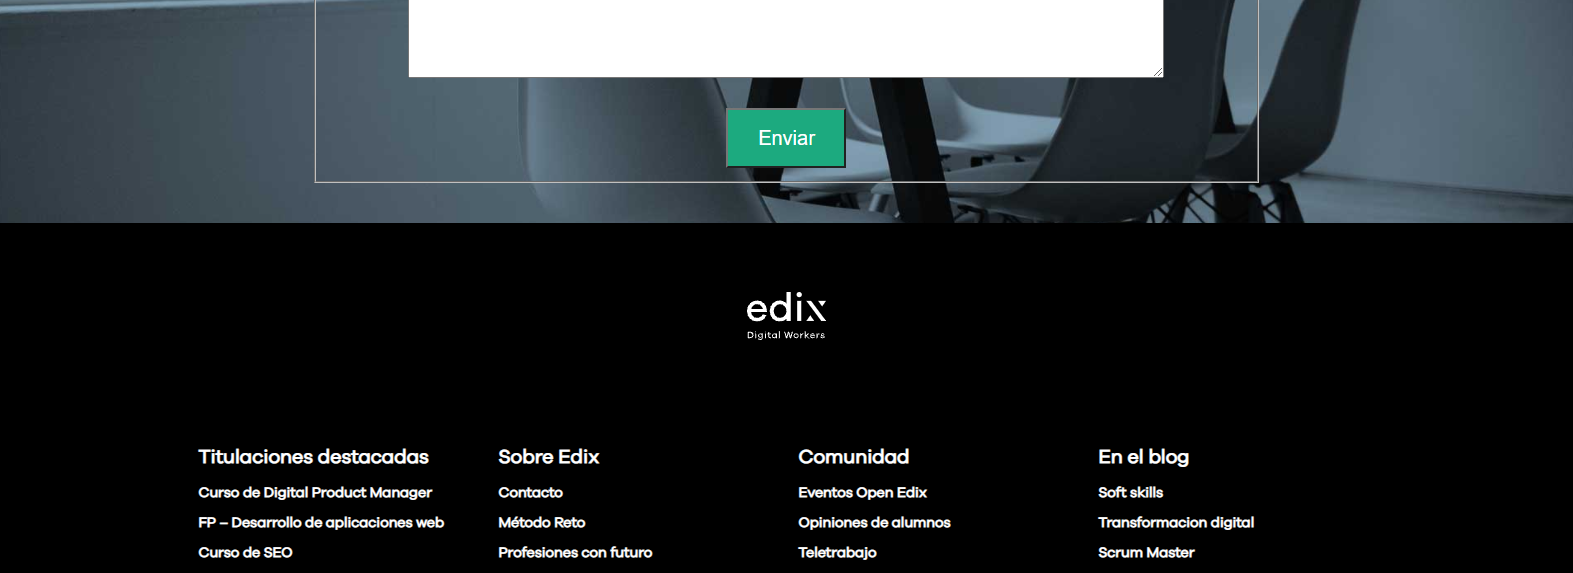 Enviar
edix
Digital Workers
Titulaciones destacadas
Curso de Digital Product Manager
FP – Desarrollo de aplicaciones web
Curso de SEO
Sobre Edix
Contacto
Método Reto
Profesiones con futuro
Comunidad
Eventos Open Edix
Opiniones de alumnos
Teletrabajo
En el blog
Soft skills
Transformacion digital
Scrum Master